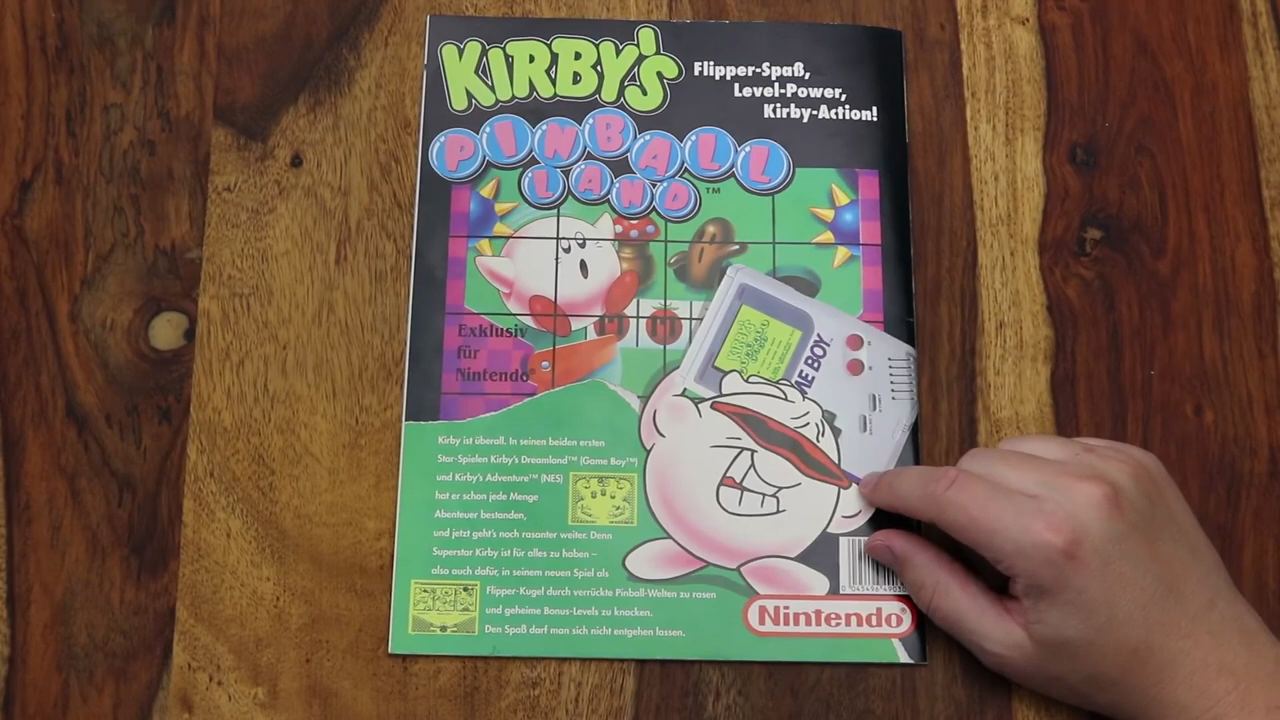 KIRBY'S
PINBALL
LAND™
Flipper-Spaß,
Level-Power,
Kirby-Action!
Exklusiv
für
Nintendo®
GAME BOY
Kirby ist überall. In seinen beiden ersten
Star-Spielen Kirby's Dreamland™ (Game Boy™)
und Kirby's Adventure™ (NES)
hat er schon jede Menge
Abenteuer bestanden,
und jetzt geht's noch rasanter weiter. Denn
Superstar Kirby ist für alles zu haben –
also auch dafür, in seinem neuen Spiel als
Flipper-Kugel durch verrückte Pinball-Welten zu rasen
und geheime Bonus-Levels zu knacken.
Den Spaß darf man sich nicht entgehen lassen.
Nintendo®